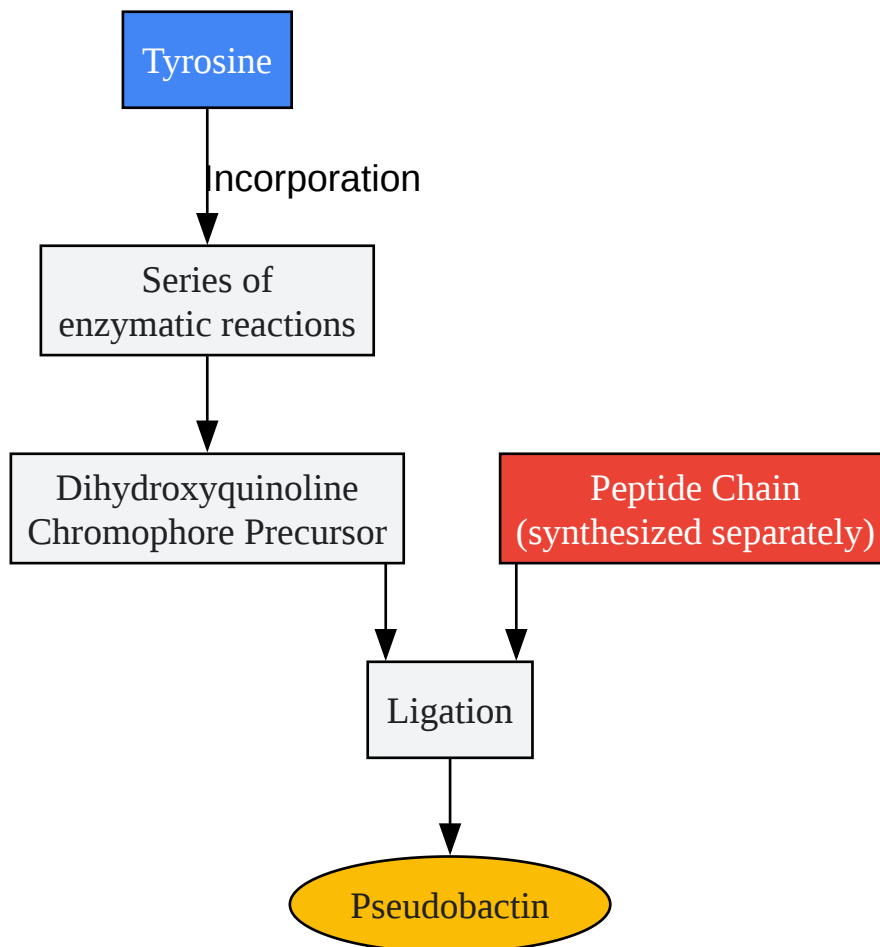 Tyrosine
Incorporation
Series of
enzymatic reactions
Dihydroxyquinoline
Chromophore Precursor
Peptide Chain
(synthesized separately)
Ligation
Pseudobactin